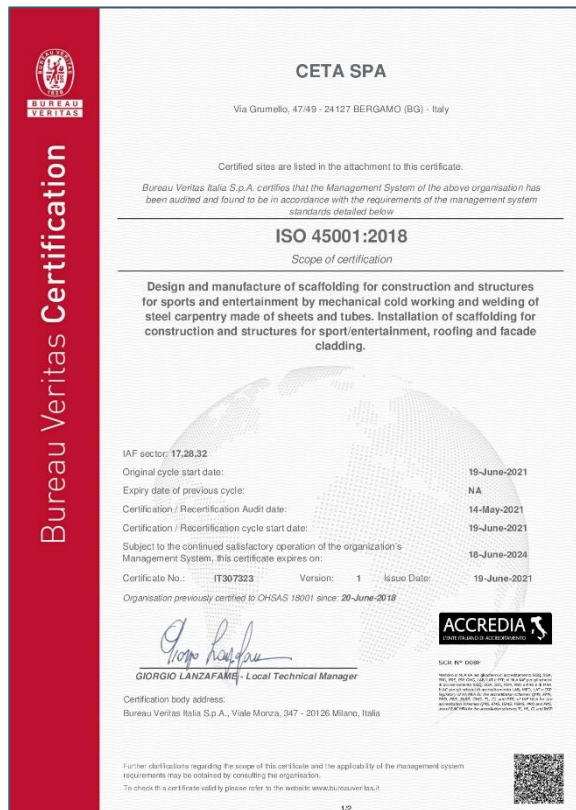 BUREAU
VERITAS
Bureau Veritas Certification
CETA SPA
Via Grumello, 47/49 - 24127 BERGAMO (BG) - Italy
Certified sites are listed in the attachment to this certificate.
Bureau Veritas Italia S.p.A. certifies that the Management System of the above organisation has
been audited and found to be in accordance with the requirements of the management system
standards detailed below
ISO 45001:2018
Scope of certification
Design and manufacture of scaffolding for construction and structures
for sports and entertainment by mechanical cold working and welding of
steel carpentry made of sheets and tubes. Installation of scaffolding for
construction and structures for sport/entertainment, roofing and facade
cladding.
IAF sector: 17,28,32
Original cycle start date: 19-June-2021
Expiry date of previous cycle: NA
Certification / Recertification Audit date: 14-May-2021
Certification / Recertification cycle start date: 19-June-2021
Subject to the continued satisfactory operation of the organization's
Management System, this certificate expires on: 18-June-2024
Certificate No.: IT307323 Version: 1 Issue Date: 19-June-2021
Organisation previously certified to OHSAS 18001 since: 20-June-2018
ACCREDIA
L'ENTE ITALIANO DI ACCREDITAMENTO
GIORGIO LANZAFAME - Local Technical Manager
Certification body address:
Bureau Veritas Italia S.p.A., Viale Monza, 347 - 20126 Milano, Italia
Further clarifications regarding the scope of this certificate and the applicability of the management system
requirements may be obtained by consulting the organisation.
To check this certificate validity please refer to the website www.bureauveritas.it
1/2